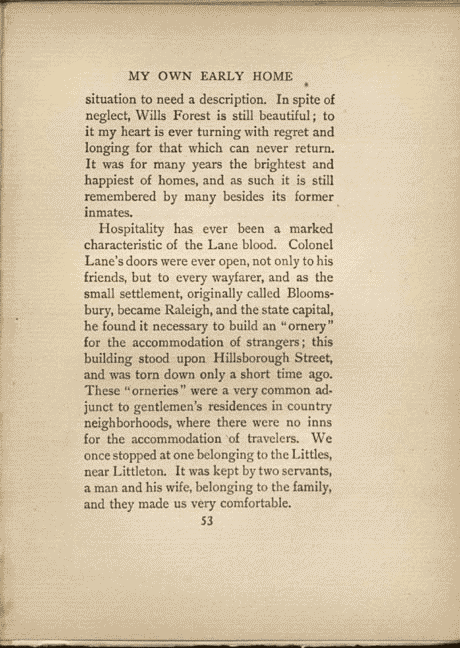 MY OWN EARLY HOME
situation to need a description. In spite of
neglect, Wills Forest is still beautiful; to
it my heart is ever turning with regret and
longing for that which can never return.
It was for many years the brightest and
happiest of homes, and as such it is still
remembered by many besides its former
inmates.
Hospitality has ever been a marked
characteristic of the Lane blood. Colonel
Lane's doors were ever open, not only to his
friends, but to every wayfarer, and as the
small settlement, originally called Blooms-
bury, became Raleigh, and the state capital,
he found it necessary to build an "ornery"
for the accommodation of strangers; this
building stood upon Hillsborough Street,
and was torn down only a short time ago.
These "orneries" were a very common ad-
junct to gentlemen's residences in country
neighborhoods, where there were no inns
for the accommodation of travelers. We
once stopped at one belonging to the Littles,
near Littleton. It was kept by two servants,
a man and his wife, belonging to the family,
and they made us very comfortable.
53